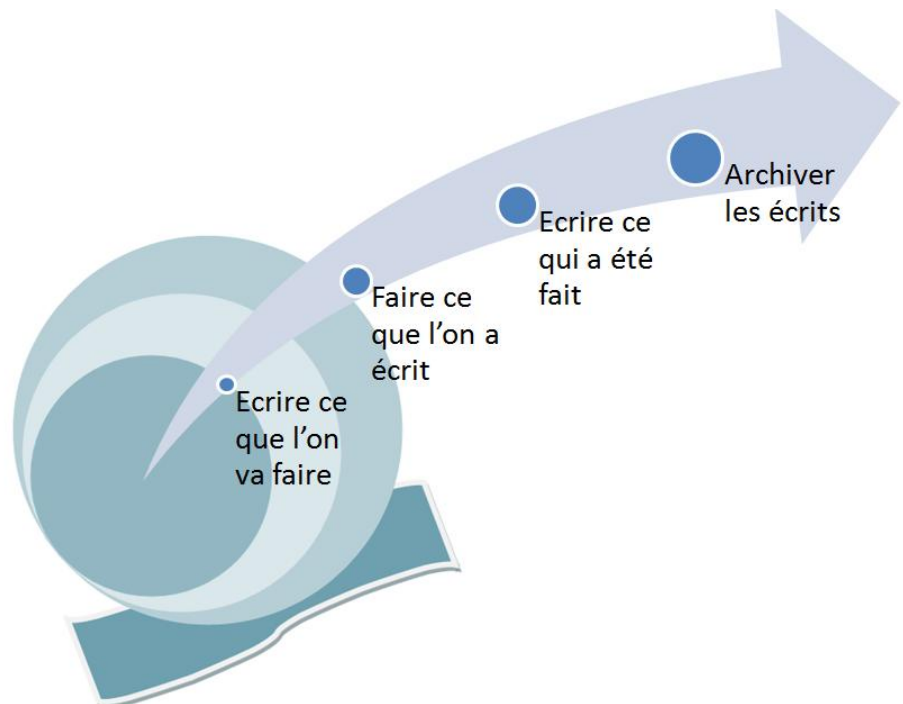 Ecrire ce
que l'on
va faire
Faire ce
que l'on a
écrit
Ecrire ce
qui a été
fait
Archiver
les écrits